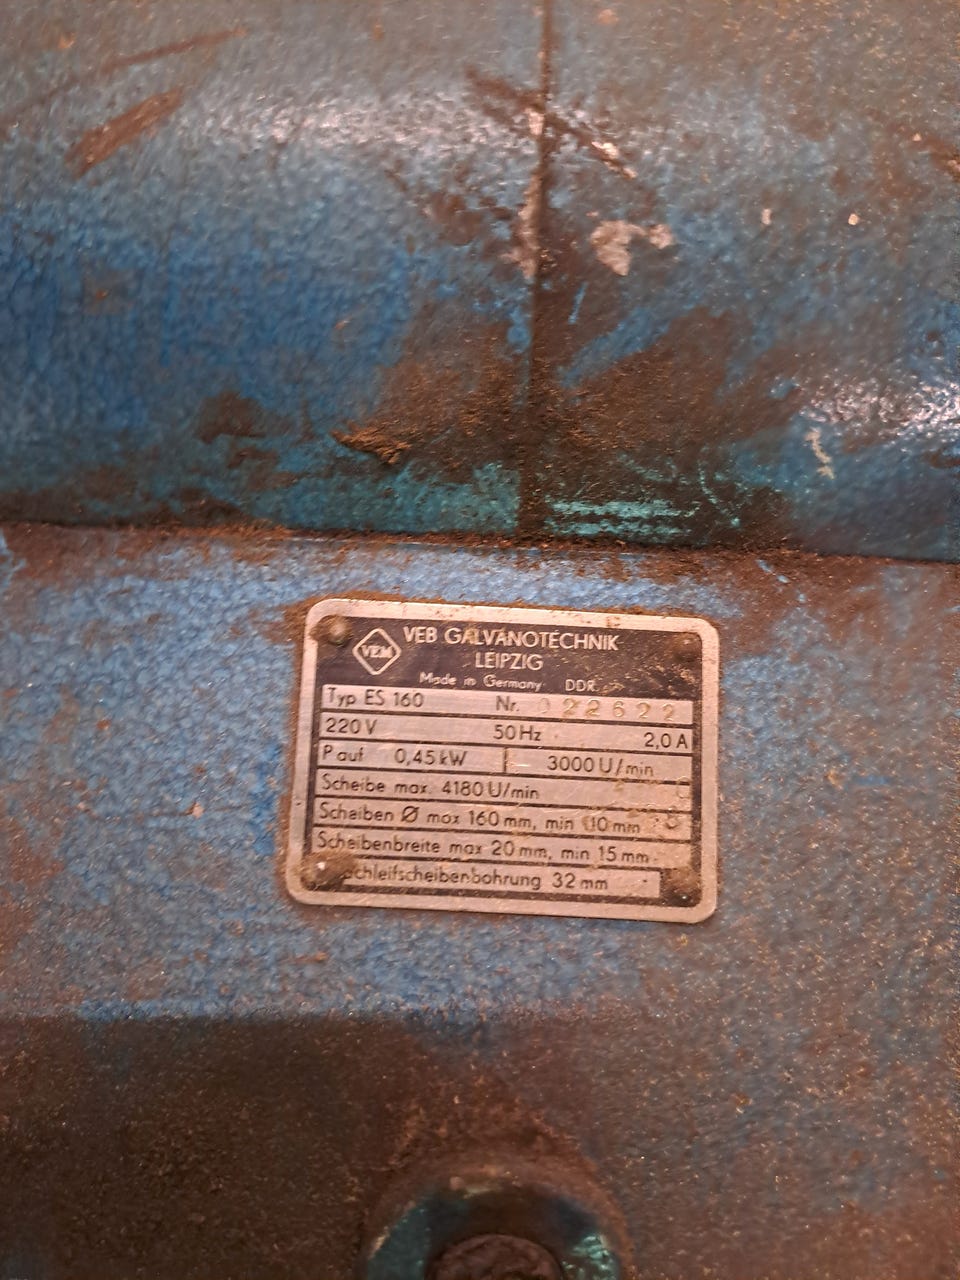 VEM
VEB GALVANOTECHNIK
LEIPZIG
Made in Germany DDR
Typ ES 160 Nr. 022622
220 V 50 Hz 2,0 A
P auf 0,45 kW 3000 U/min
Scheibe max. 4180 U/min
Scheiben Ø max 160 mm, min 110 mm
Scheibenbreite max 20 mm, min 15 mm
Schleifscheibenbohrung 32 mm